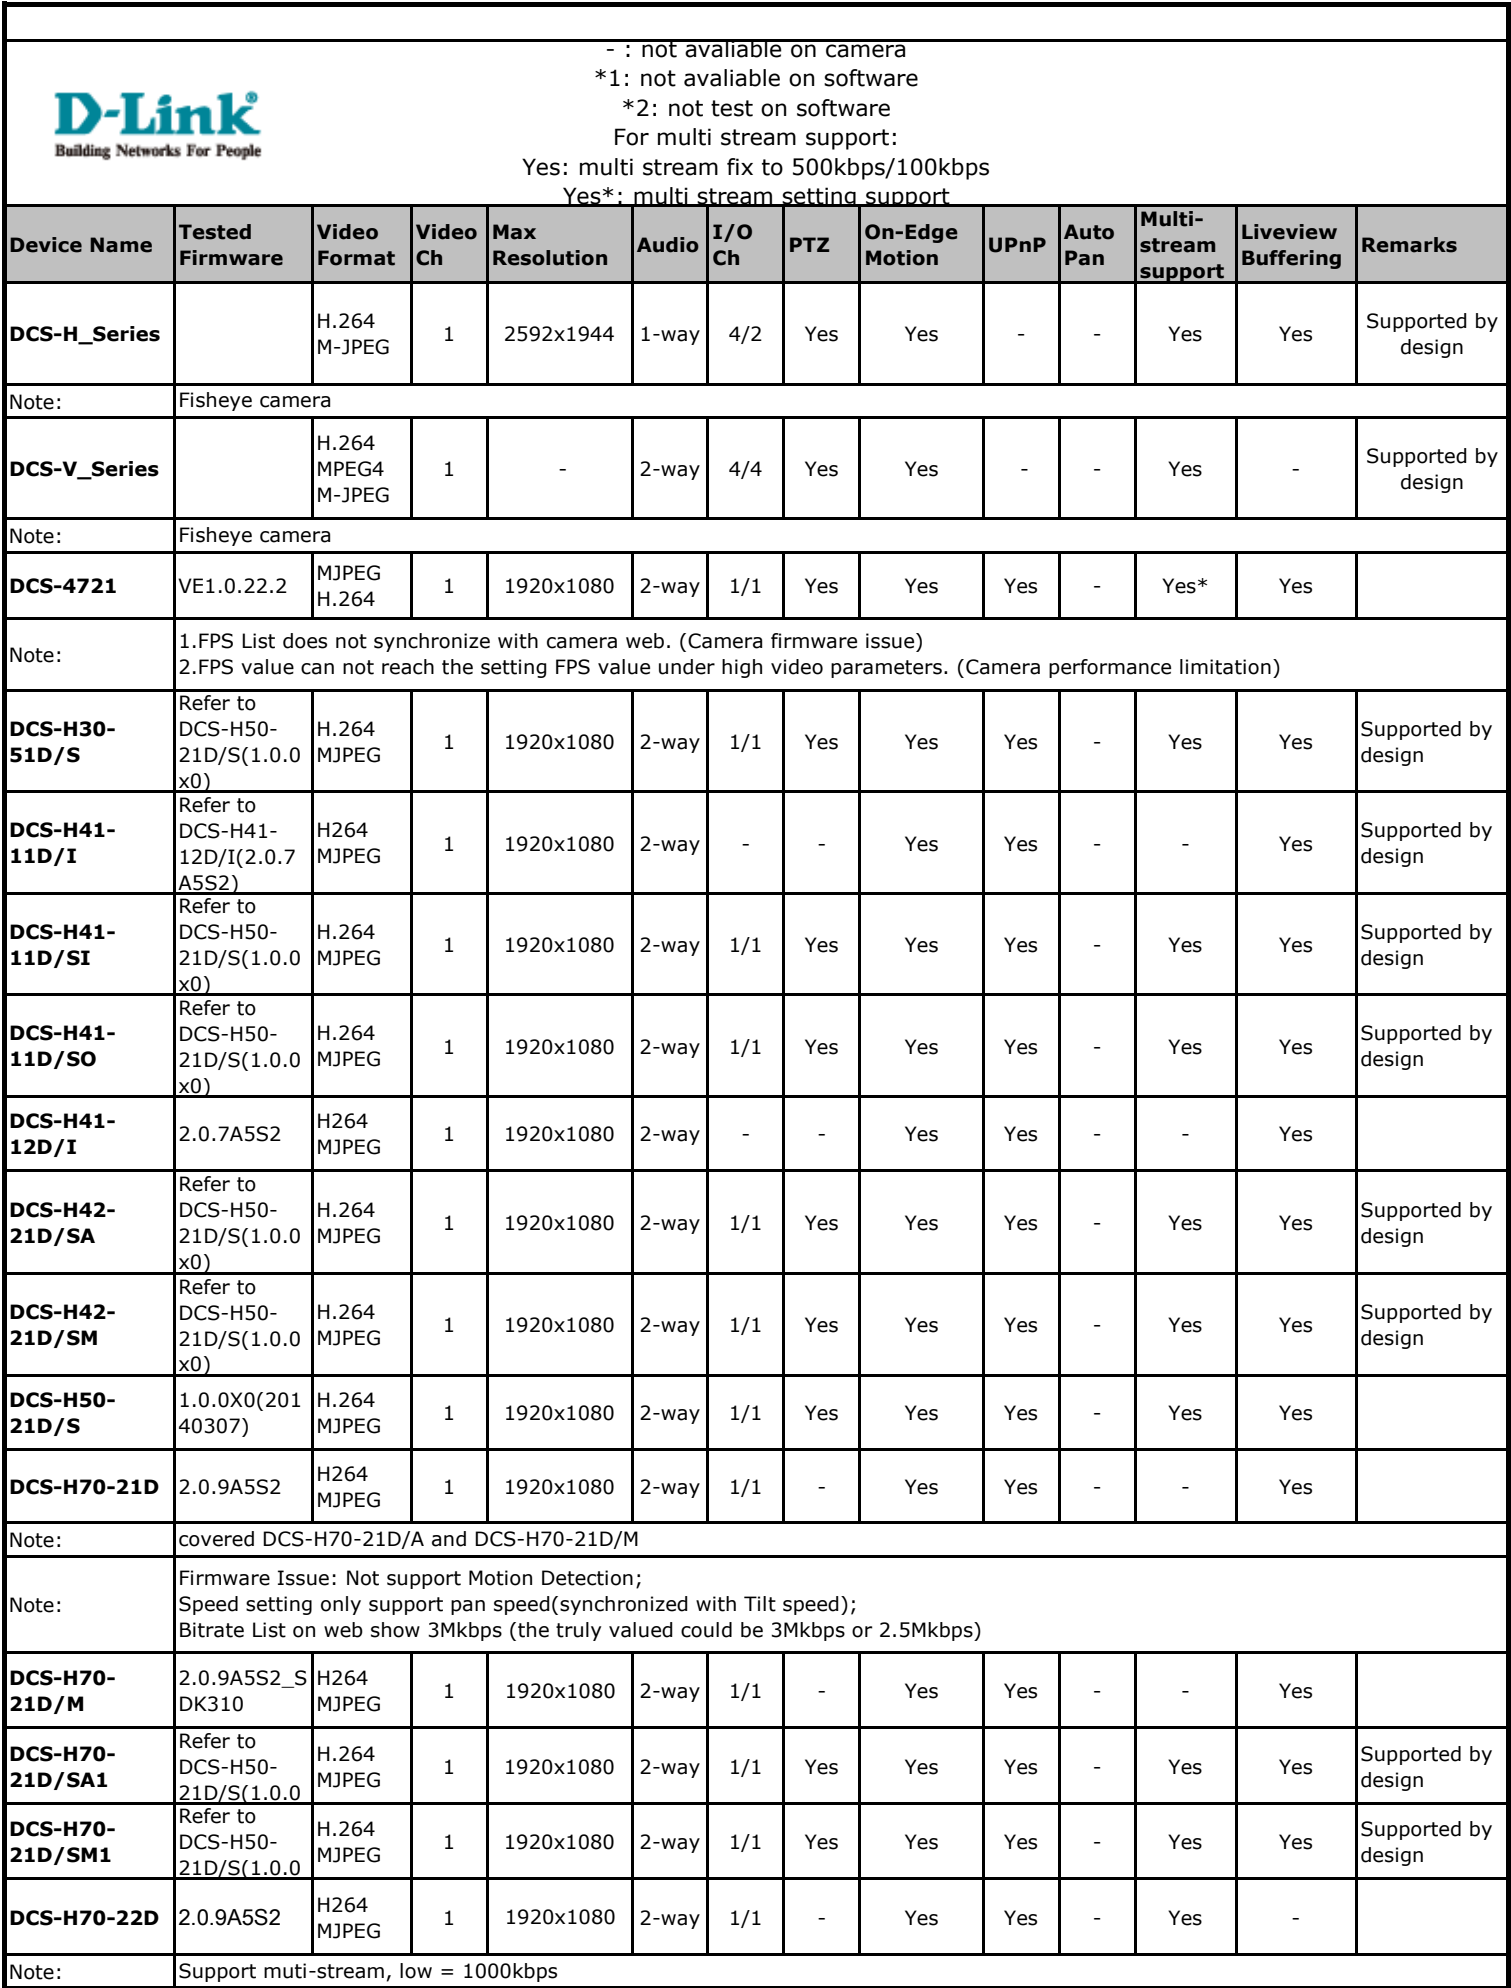 - : not avaliable on camera
*1: not avaliable on software
*2: not test on software
For multi stream support:
Yes: multi stream fix to 500kbps/100kbps
Yes*: multi stream setting support
D-Link®
Building Networks For People
Device Name Tested Firmware Video Format Video Ch Max Resolution Audio I/O Ch PTZ On-Edge Motion UPnP Auto Pan Multi-stream support Liveview Buffering Remarks
DCS-H_Series H.264 M-JPEG 1 2592x1944 1-way 4/2 Yes Yes - - Yes Yes Supported by design
Note: Fisheye camera
DCS-V_Series H.264 MPEG4 M-JPEG 1 - 2-way 4/4 Yes Yes - - Yes - Supported by design
Note: Fisheye camera
DCS-4721 VE1.0.22.2 MJPEG H.264 1 1920x1080 2-way 1/1 Yes Yes Yes - Yes* Yes
Note: 1.FPS List does not synchronize with camera web. (Camera firmware issue)
2.FPS value can not reach the setting FPS value under high video parameters. (Camera performance limitation)
DCS-H30-51D/S Refer to DCS-H50-21D/S(1.0.0x0) H.264 MJPEG 1 1920x1080 2-way 1/1 Yes Yes Yes - Yes Yes Supported by design
DCS-H41-11D/I Refer to DCS-H41-12D/I(2.0.7A5S2) H264 MJPEG 1 1920x1080 2-way - - Yes Yes - - Yes Supported by design
DCS-H41-11D/SI Refer to DCS-H50-21D/S(1.0.0x0) H.264 MJPEG 1 1920x1080 2-way 1/1 Yes Yes Yes - Yes Yes Supported by design
DCS-H41-11D/SO Refer to DCS-H50-21D/S(1.0.0x0) H.264 MJPEG 1 1920x1080 2-way 1/1 Yes Yes Yes - Yes Yes Supported by design
DCS-H41-12D/I 2.0.7A5S2 H264 MJPEG 1 1920x1080 2-way - - Yes Yes - - Yes
DCS-H42-21D/SA Refer to DCS-H50-21D/S(1.0.0x0) H.264 MJPEG 1 1920x1080 2-way 1/1 Yes Yes Yes - Yes Yes Supported by design
DCS-H42-21D/SM Refer to DCS-H50-21D/S(1.0.0x0) H.264 MJPEG 1 1920x1080 2-way 1/1 Yes Yes Yes - Yes Yes Supported by design
DCS-H50-21D/S 1.0.0X0(20140307) H.264 MJPEG 1 1920x1080 2-way 1/1 Yes Yes Yes - Yes Yes
DCS-H70-21D 2.0.9A5S2 H264 MJPEG 1 1920x1080 2-way 1/1 - Yes Yes - - Yes
Note: covered DCS-H70-21D/A and DCS-H70-21D/M
Note: Firmware Issue: Not support Motion Detection;
Speed setting only support pan speed(synchronized with Tilt speed);
Bitrate List on web show 3Mkbps (the truly valued could be 3Mkbps or 2.5Mkbps)
DCS-H70-21D/M 2.0.9A5S2_SDK310 H264 MJPEG 1 1920x1080 2-way 1/1 - Yes Yes - - Yes
DCS-H70-21D/SA1 Refer to DCS-H50-21D/S(1.0.0 H.264 MJPEG 1 1920x1080 2-way 1/1 Yes Yes Yes - Yes Yes Supported by design
DCS-H70-21D/SM1 Refer to DCS-H50-21D/S(1.0.0 H.264 MJPEG 1 1920x1080 2-way 1/1 Yes Yes Yes - Yes Yes Supported by design
DCS-H70-22D 2.0.9A5S2 H264 MJPEG 1 1920x1080 2-way 1/1 - Yes Yes - Yes -
Note: Support muti-stream, low = 1000kbps